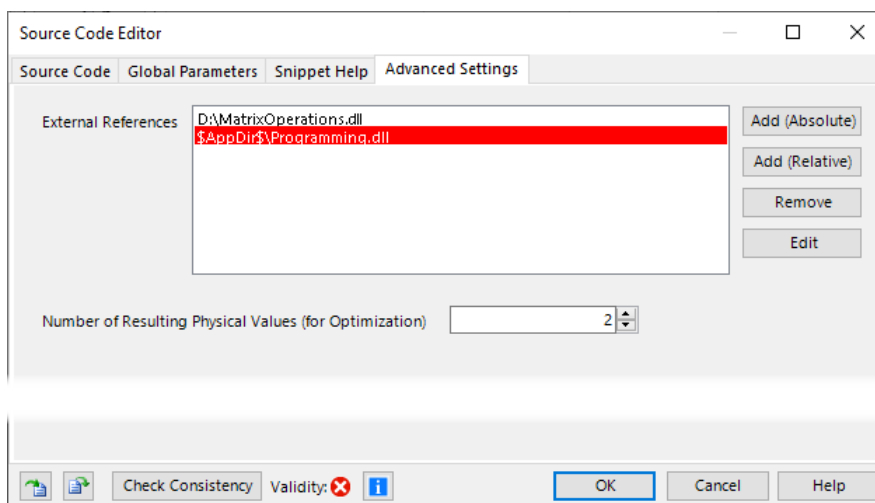 Source Code Editor
Source Code Global Parameters Snippet Help Advanced Settings
External References
D:\MatrixOperations.dll
$AppDir$\Programming.dll
Add (Absolute)
Add (Relative)
Remove
Edit
Number of Resulting Physical Values (for Optimization) 2
Check Consistency Validity: OK Cancel Help